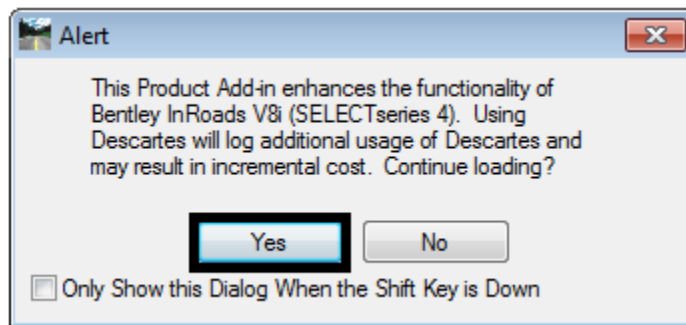 Alert
This Product Add-in enhances the functionality of
Bentley InRoads V8i (SELECTseries 4).  Using
Descartes will log additional usage of Descartes and
may result in incremental cost.  Continue loading?
Yes No
Only Show this Dialog When the Shift Key is Down